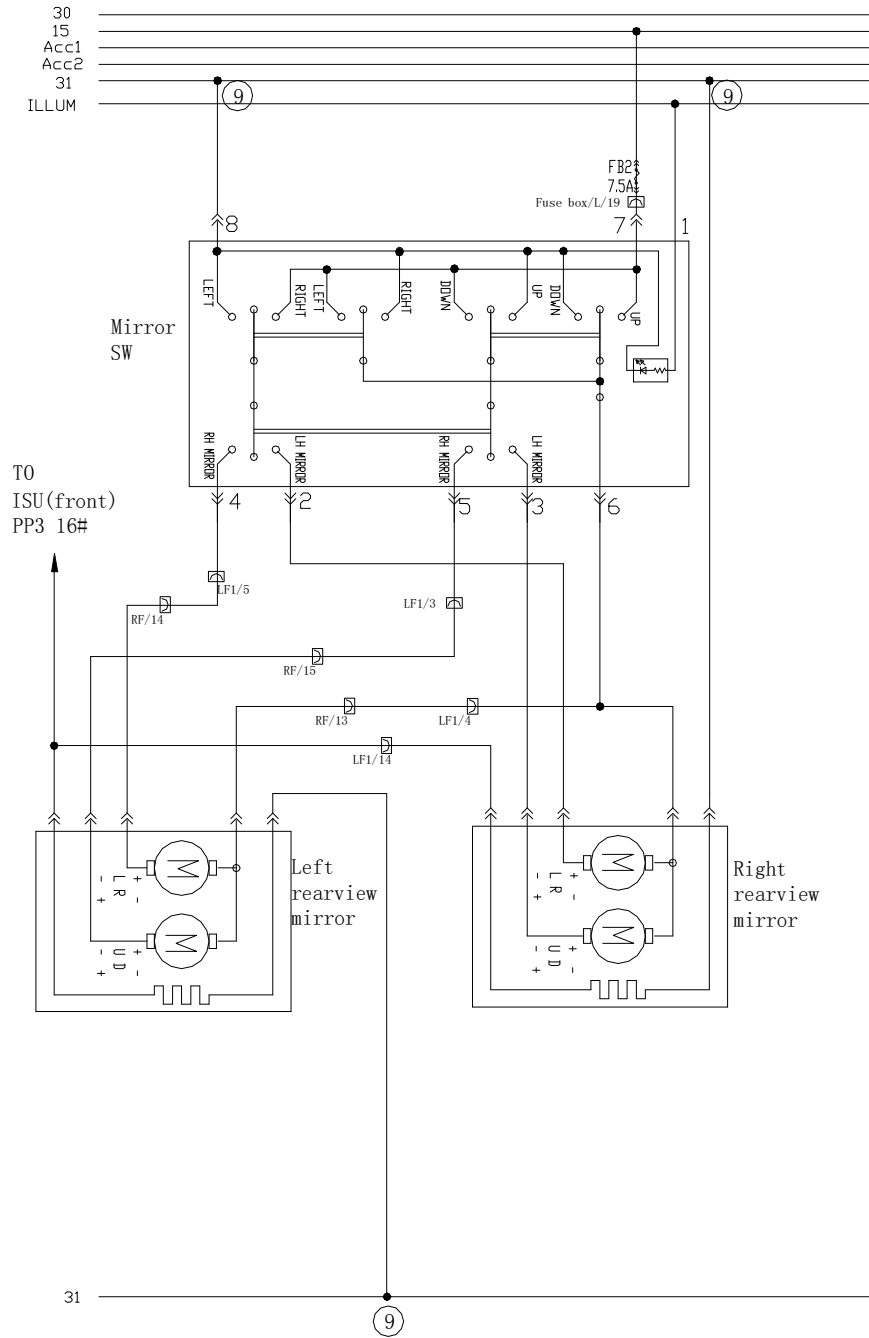 30
15
Acc1
Acc2
31
ILLUM
9
9
FB2
7.5A
Fuse box/L/19
8
7
1
LEFT
RIGHT
LEFT
RIGHT
DOWN
UP
DOWN
UP
Mirror
SW
RH MIRROR
LH MIRROR
RH MIRROR
LH MIRROR
4
2
5
3
6
TO
ISU(front)
PP3 16#
LF1/5
RF/14
LF1/3
RF/15
RF/13
LF1/4
LF1/14
M
- L +
+ R -
M
- U +
+ D -
Left
rearview
mirror
M
- L +
+ R -
M
- U +
+ D -
Right
rearview
mirror
31
9